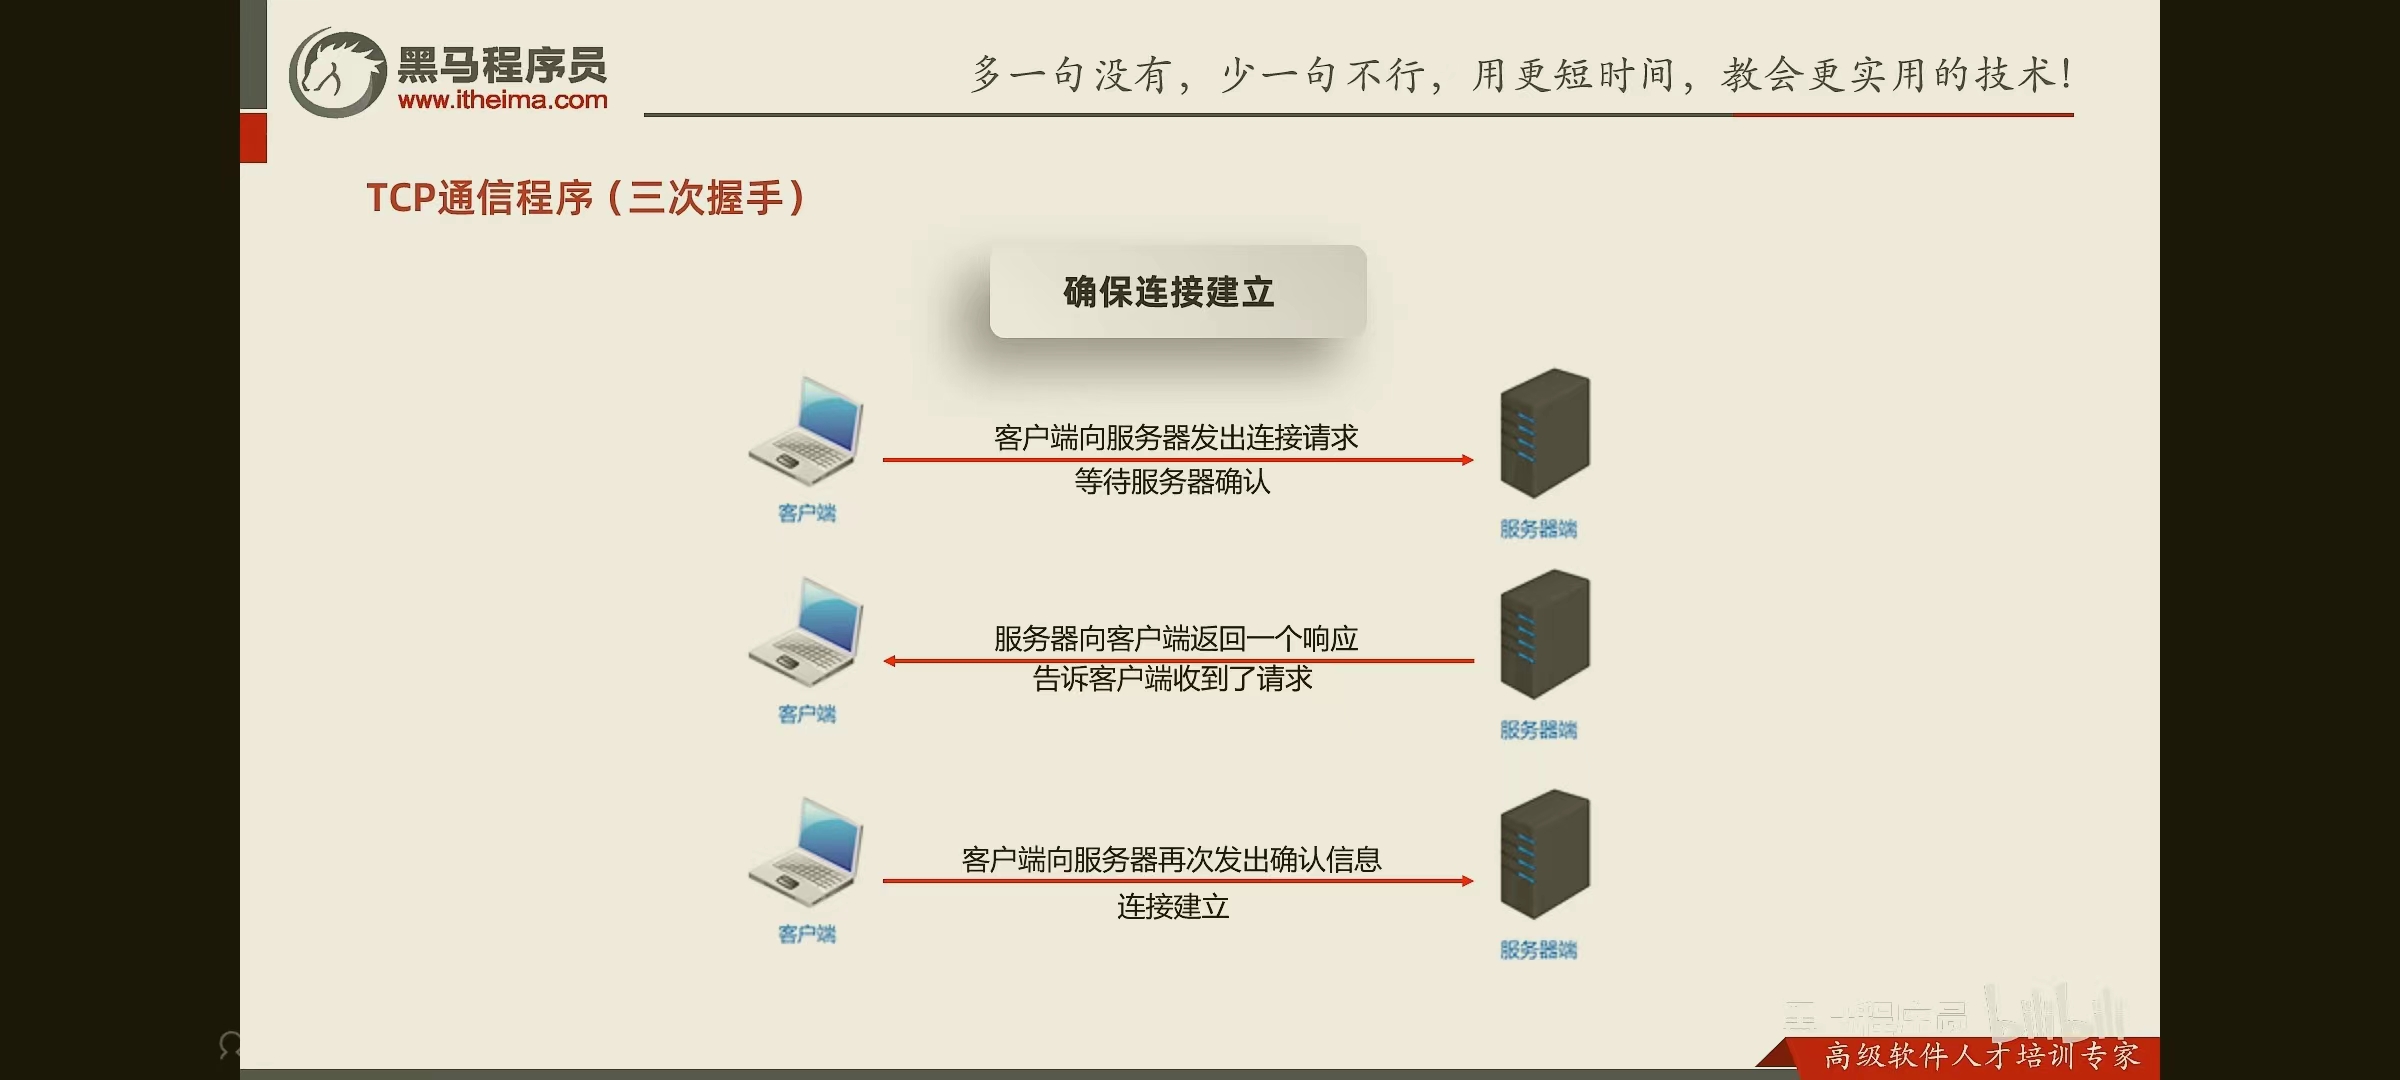 黑马程序员
www.itheima.com
多一句没有，少一句不行，用更短时间，教会更实用的技术！
TCP通信程序（三次握手）
确保连接建立
客户端向服务器发出连接请求
等待服务器确认
客户端
服务器端
服务器向客户端返回一个响应
告诉客户端收到了请求
客户端
服务器端
客户端向服务器再次发出确认信息
连接建立
客户端
服务器端
bilibili
高级软件人才培训专家